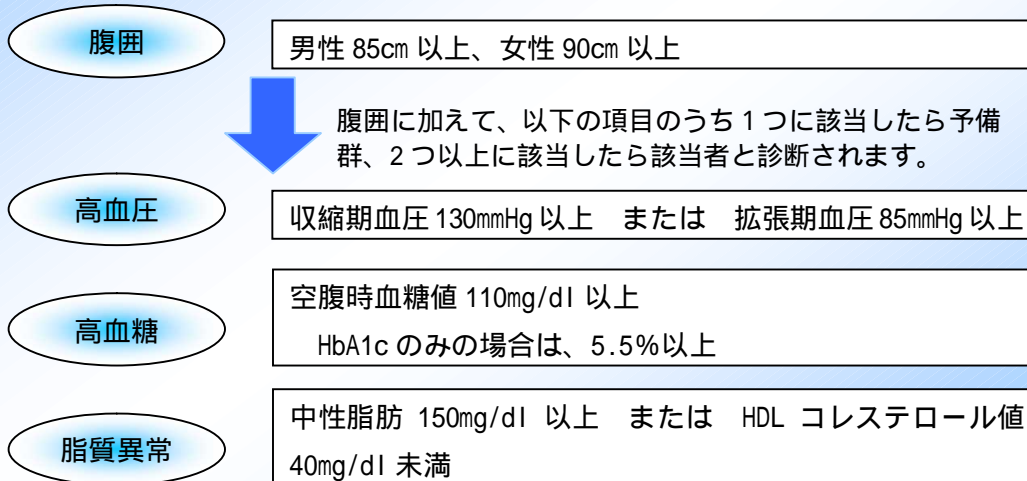 腹囲
男性 85㎝ 以上、女性 90㎝ 以上
腹囲に加えて、以下の項目のうち1つに該当したら予備
群、2つ以上に該当したら該当者と診断されます。
高血圧
収縮期血圧 130㎜Hg 以上　または　拡張期血圧 85㎜Hg 以上
高血糖
空腹時血糖値 110㎎/dl 以上
HbA1c のみの場合は、5.5%以上
脂質異常
中性脂肪 150㎎/dl 以上　または　HDL コレステロール値
40㎎/dl 未満